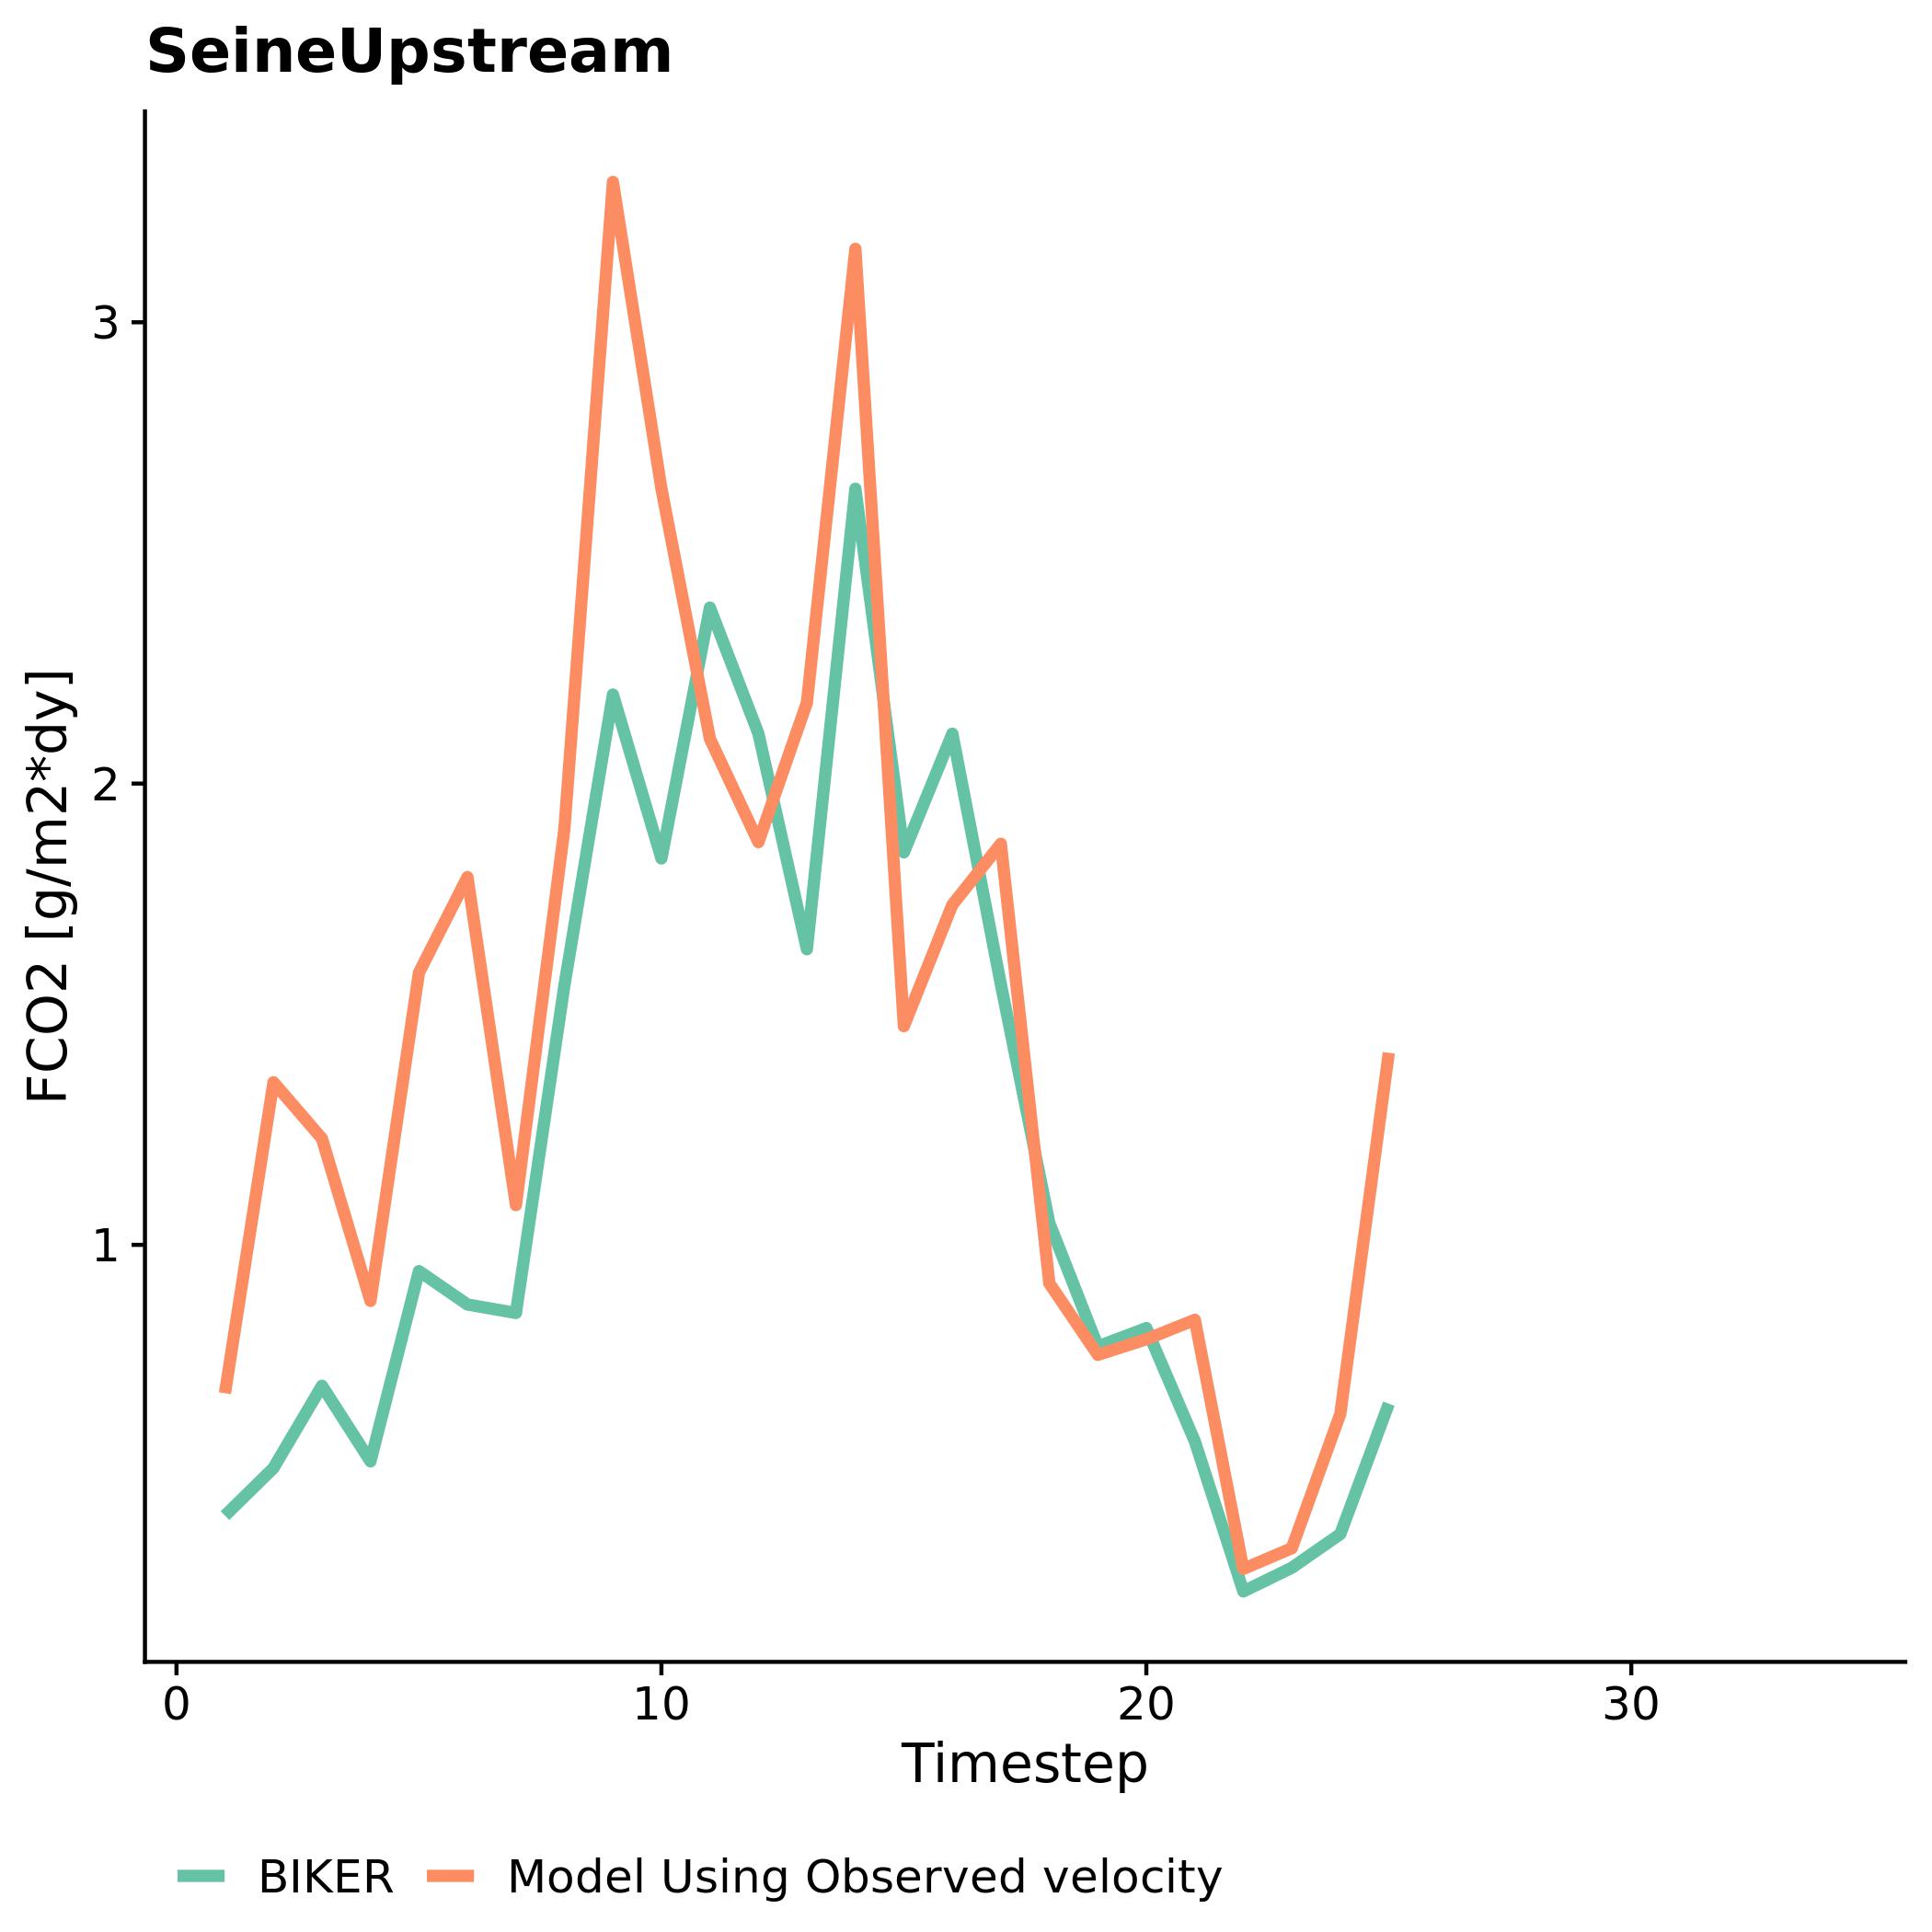 SeineUpstream
FCO2 [g/m2*dy]
3
2
1
0 10 20 30
Timestep
BIKER Model Using Observed velocity